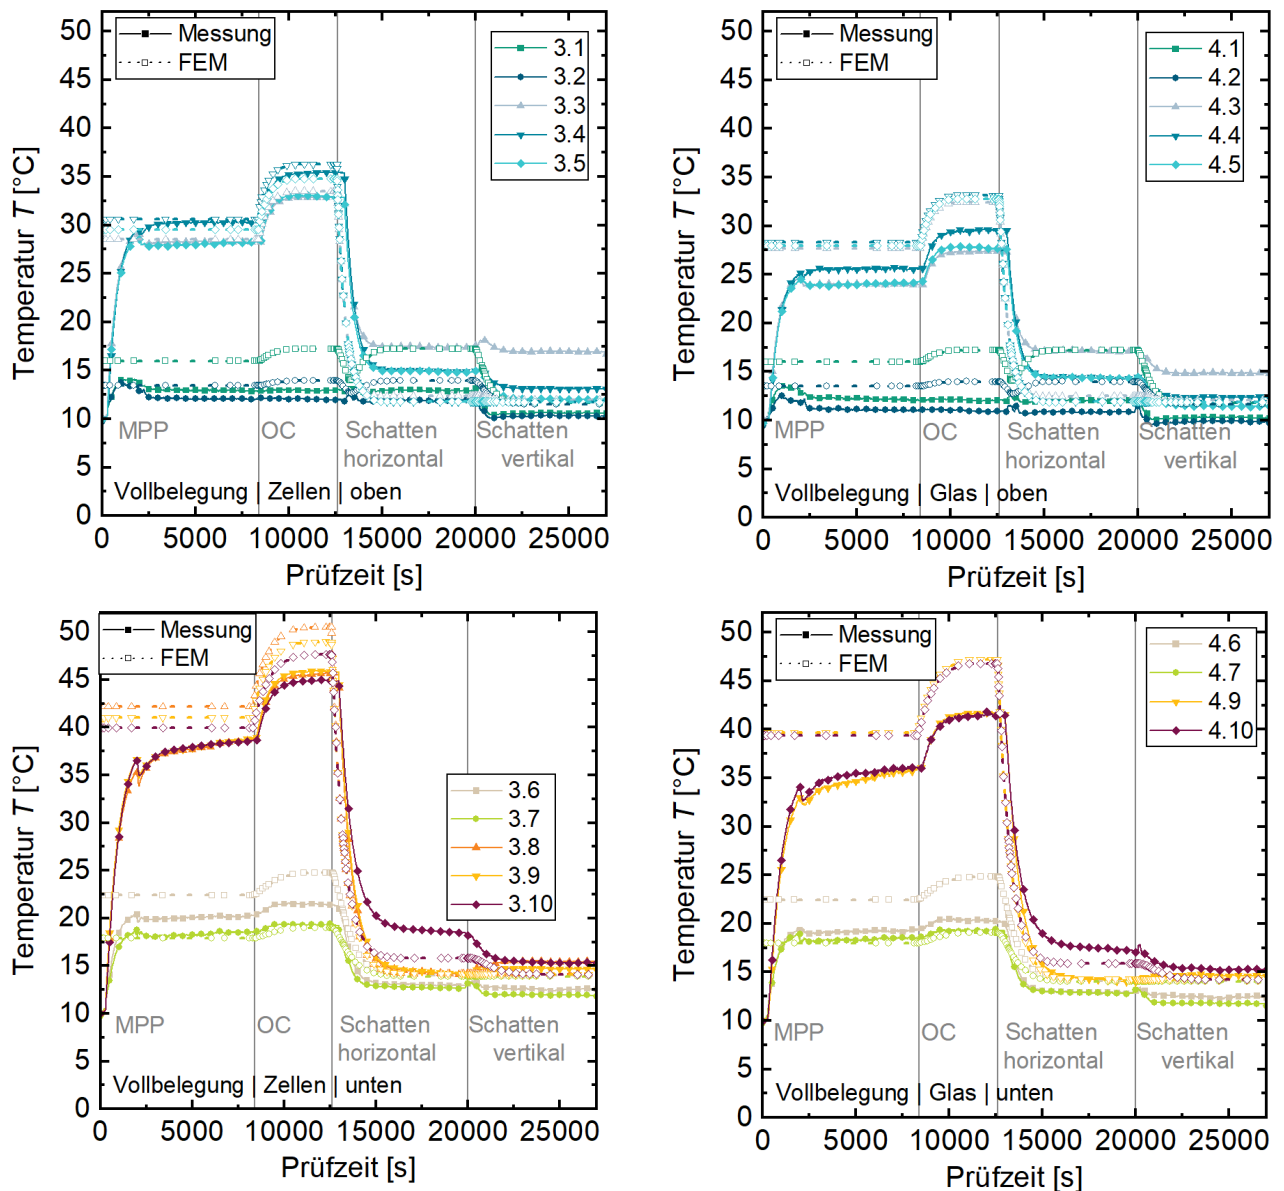 50
45
40
35
30
25
20
15
10
5
0
Temperatur T [°C]
Messung
FEM
3.1
3.2
3.3
3.4
3.5
MPP
OC
Schatten
horizontal
Schatten
vertikal
Vollbelegung | Zellen | oben
0 5000 10000 15000 20000 25000
Prüfzeit [s]
50
45
40
35
30
25
20
15
10
5
0
Temperatur T [°C]
Messung
FEM
4.1
4.2
4.3
4.4
4.5
MPP
OC
Schatten
horizontal
Schatten
vertikal
Vollbelegung | Glas | oben
0 5000 10000 15000 20000 25000
Prüfzeit [s]
50
45
40
35
30
25
20
15
10
5
0
Temperatur T [°C]
Messung
FEM
3.6
3.7
3.8
3.9
3.10
MPP
OC
Schatten
horizontal
Schatten
vertikal
Vollbelegung | Zellen | unten
0 5000 10000 15000 20000 25000
Prüfzeit [s]
50
45
40
35
30
25
20
15
10
5
0
Temperatur T [°C]
Messung
FEM
4.6
4.7
4.9
4.10
MPP
OC
Schatten
horizontal
Schatten
vertikal
Vollbelegung | Glas | unten
0 5000 10000 15000 20000 25000
Prüfzeit [s]